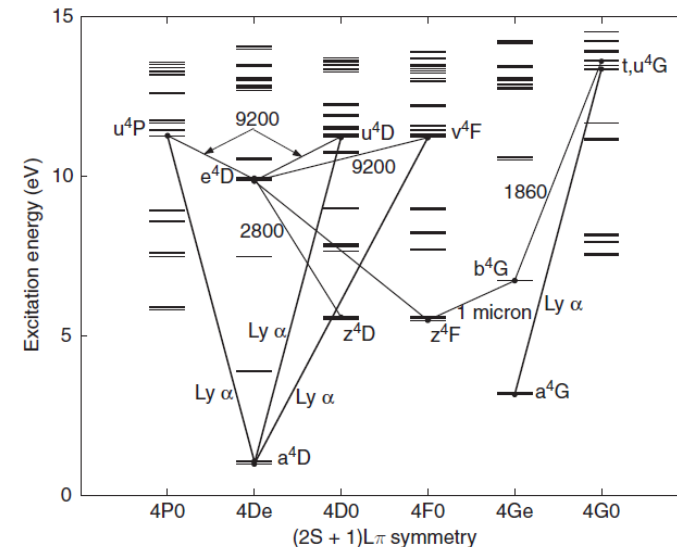 15
u⁴P
9200
u⁴D
v⁴F
t,u⁴G
9200
10
e⁴D
1860
2800
b⁴G
Excitation energy (eV)
z⁴D
z⁴F
1 micron
5
Ly α
Ly α
Ly α
Ly α
a⁴G
a⁴D
0
4P0 4De 4D0 4F0 4Ge 4G0
(2S + 1)Lπ symmetry